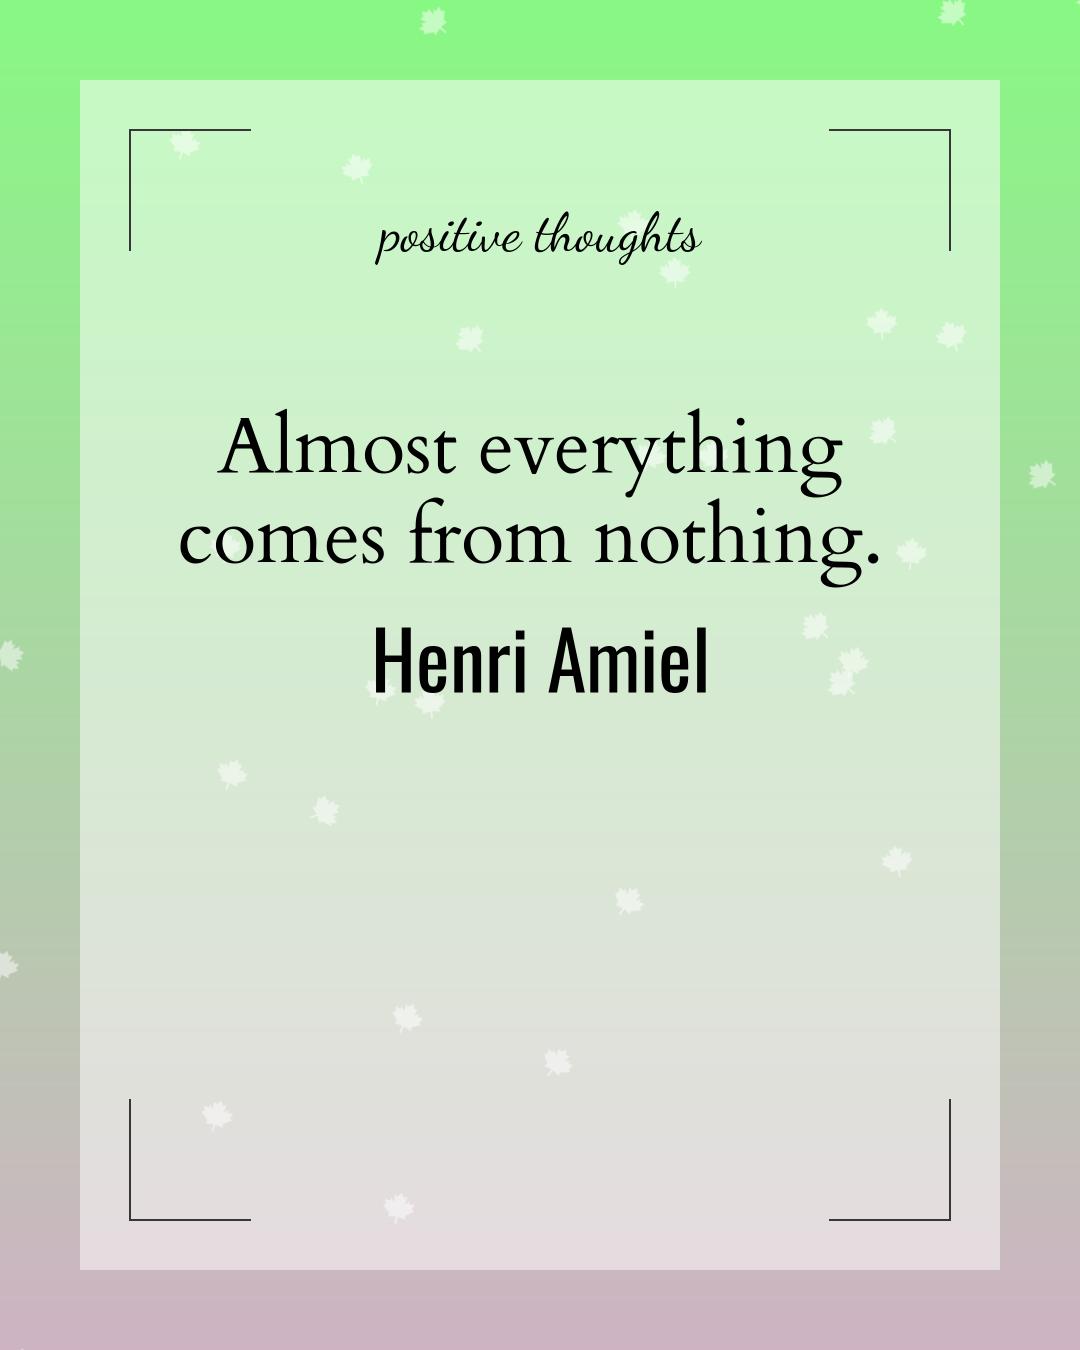 positive thoughts
Almost everything
comes from nothing.
Henri Amiel